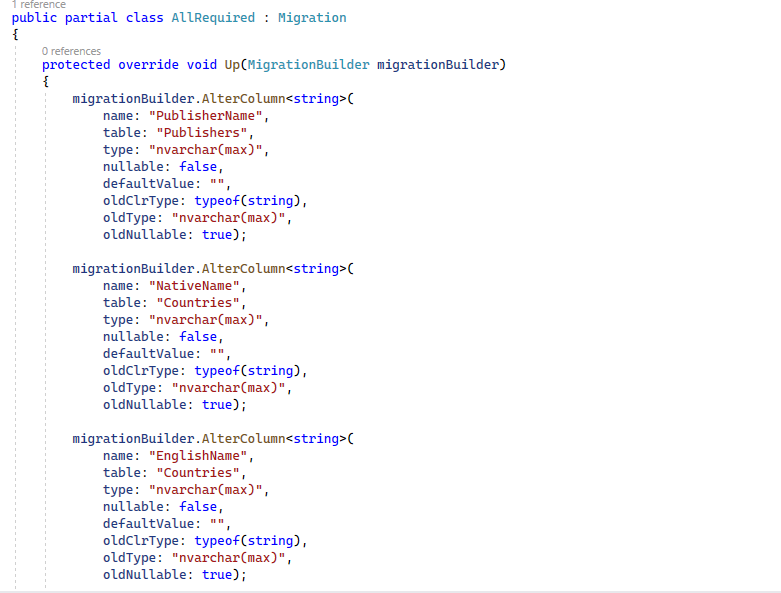 1 reference
public partial class AllRequired : Migration
{
0 references
protected override void Up(MigrationBuilder migrationBuilder)
{
migrationBuilder.AlterColumn<string>(
name: "PublisherName",
table: "Publishers",
type: "nvarchar(max)",
nullable: false,
defaultValue: "",
oldClrType: typeof(string),
oldType: "nvarchar(max)",
oldNullable: true);
migrationBuilder.AlterColumn<string>(
name: "NativeName",
table: "Countries",
type: "nvarchar(max)",
nullable: false,
defaultValue: "",
oldClrType: typeof(string),
oldType: "nvarchar(max)",
oldNullable: true);
migrationBuilder.AlterColumn<string>(
name: "EnglishName",
table: "Countries",
type: "nvarchar(max)",
nullable: false,
defaultValue: "",
oldClrType: typeof(string),
oldType: "nvarchar(max)",
oldNullable: true);